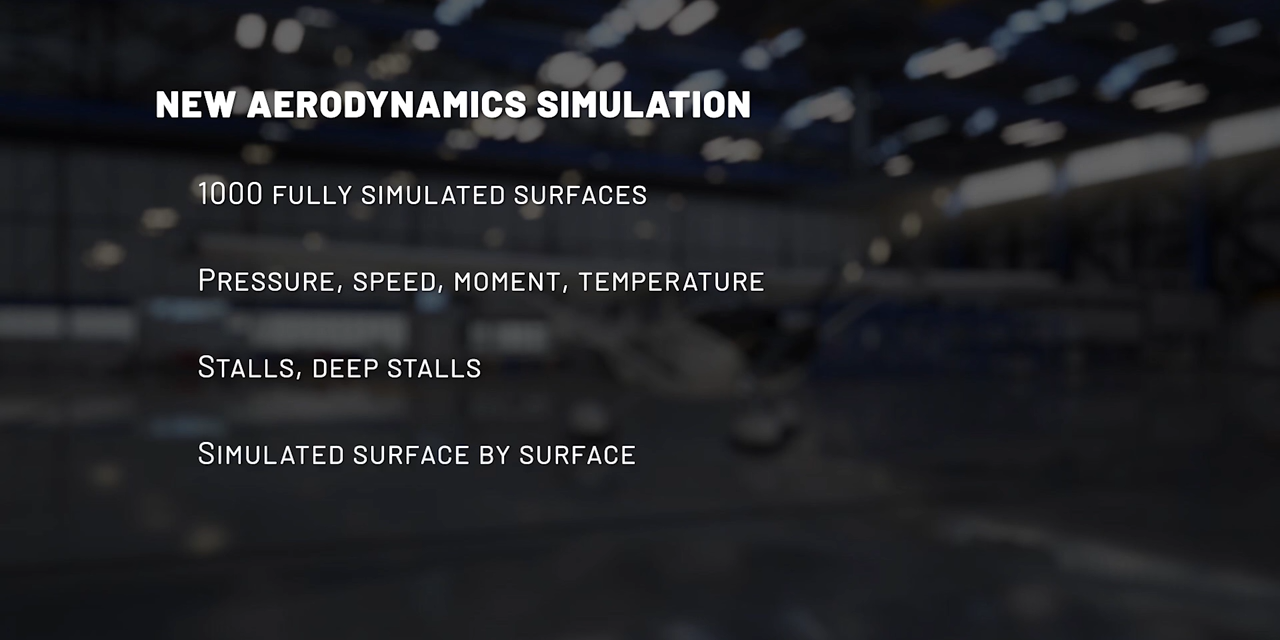 NEW AERODYNAMICS SIMULATION
1000 FULLY SIMULATED SURFACES
PRESSURE, SPEED, MOMENT, TEMPERATURE
STALLS, DEEP STALLS
SIMULATED SURFACE BY SURFACE